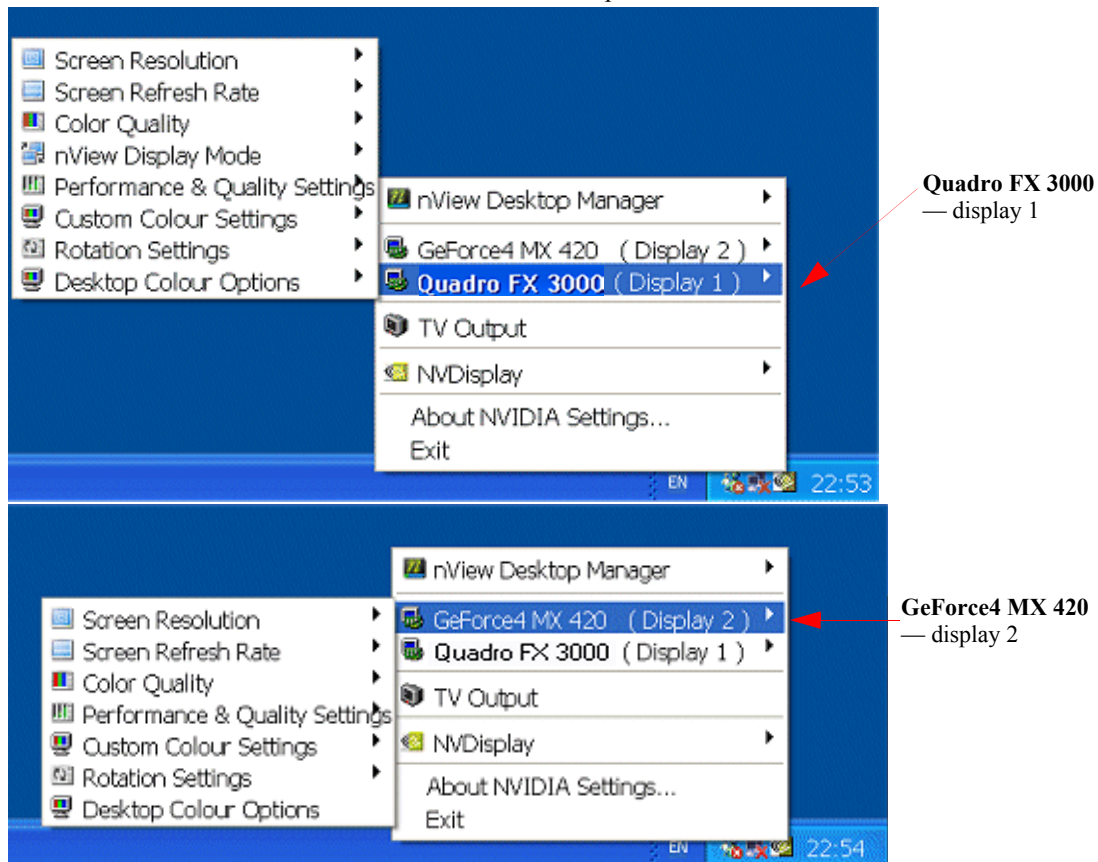 Screen Resolution
Screen Refresh Rate
Color Quality
nView Display Mode
Performance & Quality Settings
Custom Colour Settings
Rotation Settings
Desktop Colour Options
nView Desktop Manager
GeForce4 MX 420 ( Display 2 )
Quadro FX 3000 ( Display 1 )
TV Output
NVDisplay
About NVIDIA Settings...
Exit
EN 22:53
Quadro FX 3000
— display 1
nView Desktop Manager
GeForce4 MX 420 ( Display 2 )
Quadro FX 3000 ( Display 1 )
TV Output
NVDisplay
About NVIDIA Settings...
Exit
Screen Resolution
Screen Refresh Rate
Color Quality
Performance & Quality Settings
Custom Colour Settings
Rotation Settings
Desktop Colour Options
EN 22:54
GeForce4 MX 420
— display 2